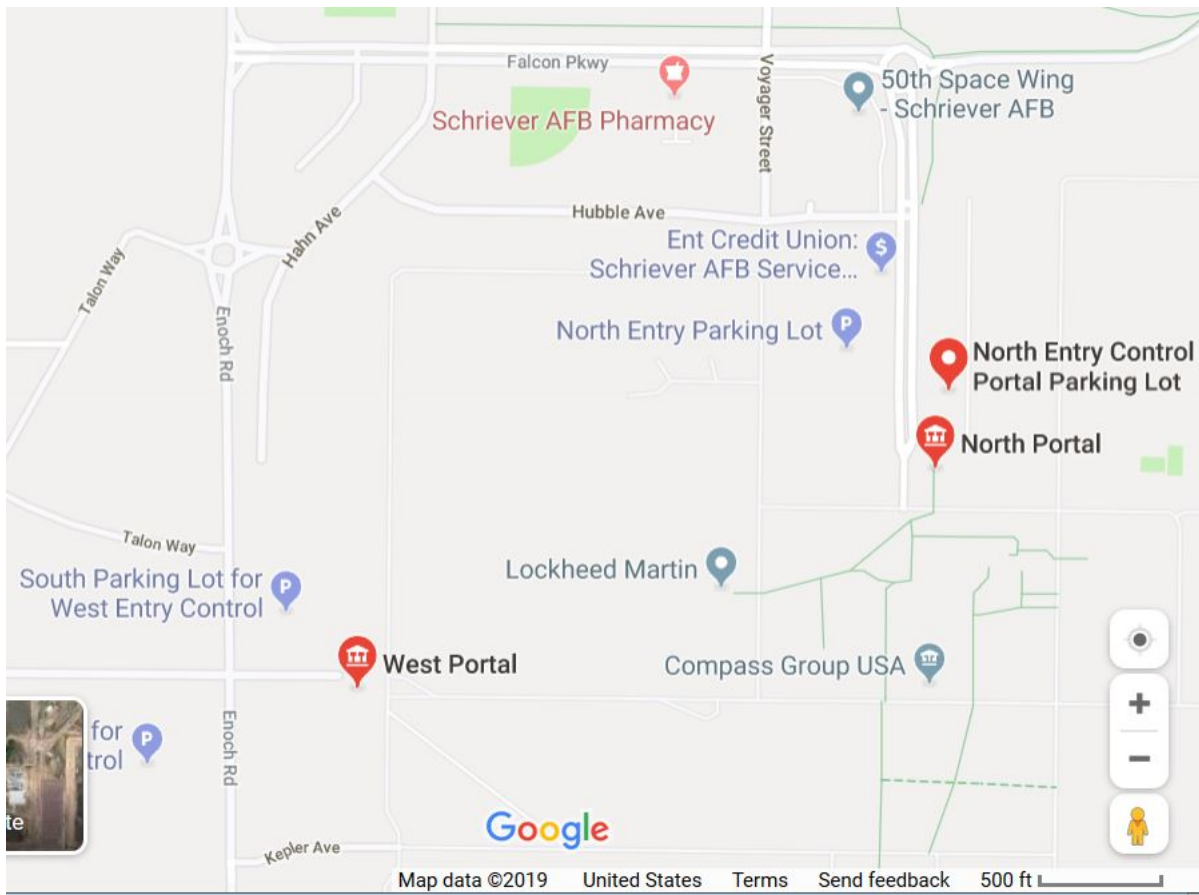 Falcon Pkwy
Voyager Street
50th Space Wing
- Schriever AFB
Schriever AFB Pharmacy
Hahn Ave
Hubble Ave
Talon Way
Ent Credit Union:
Schriever AFB Service...
Enoch Rd
North Entry Parking Lot
North Entry Control
Portal Parking Lot
North Portal
Talon Way
South Parking Lot for
West Entry Control
Lockheed Martin
West Portal
Compass Group USA
Enoch Rd
for
trol
te
Google
Kepler Ave
Map data ©2019 United States Terms Send feedback 500 ft